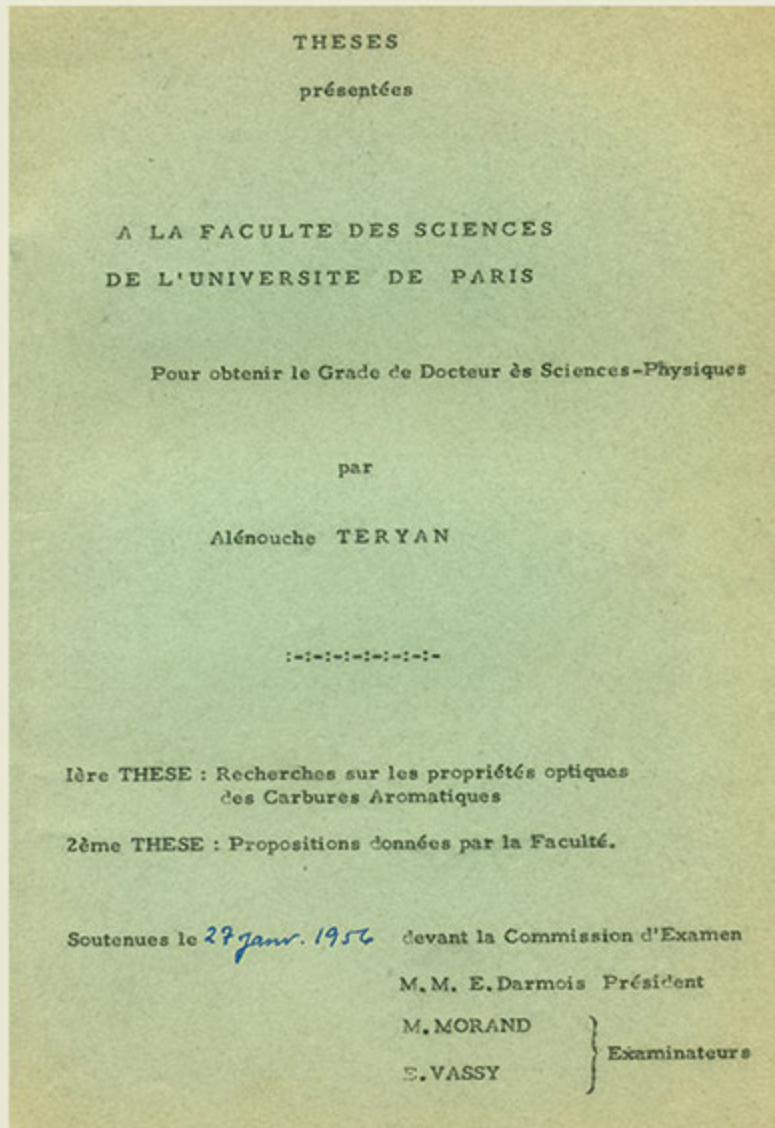 THESES
présentées
A LA FACULTE DES SCIENCES
DE L'UNIVERSITE DE PARIS
Pour obtenir le Grade de Docteur ès Sciences-Physiques
par
Alénouche TERYAN
:-:-:-:-:-:-:-:-
Ière THESE : Recherches sur les propriétés optiques
des Carbures Aromatiques
2ème THESE : Propositions données par la Faculté.
Soutenues le 27 janv. 1956 devant la Commission d'Examen
M.M. E.Darmois Président
M.MORAND
Examinateurs
E.VASSY